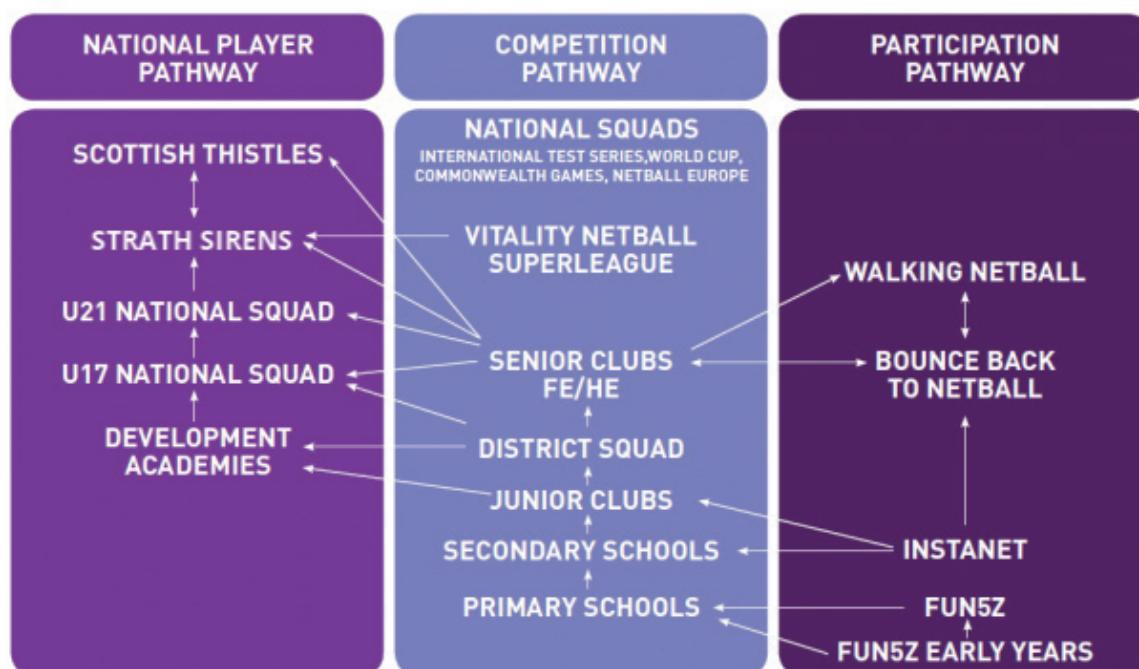 NATIONAL PLAYER
PATHWAY
SCOTTISH THISTLES
STRATH SIRENS
U21 NATIONAL SQUAD
U17 NATIONAL SQUAD
DEVELOPMENT
ACADEMIES
COMPETITION
PATHWAY
NATIONAL SQUADS
INTERNATIONAL TEST SERIES,WORLD CUP,
COMMONWEALTH GAMES, NETBALL EUROPE
VITALITY NETBALL
SUPERLEAGUE
SENIOR CLUBS
FE/HE
DISTRICT SQUAD
JUNIOR CLUBS
SECONDARY SCHOOLS
PRIMARY SCHOOLS
PARTICIPATION
PATHWAY
WALKING NETBALL
BOUNCE BACK
TO NETBALL
INSTANET
FUN5Z
FUN5Z EARLY YEARS